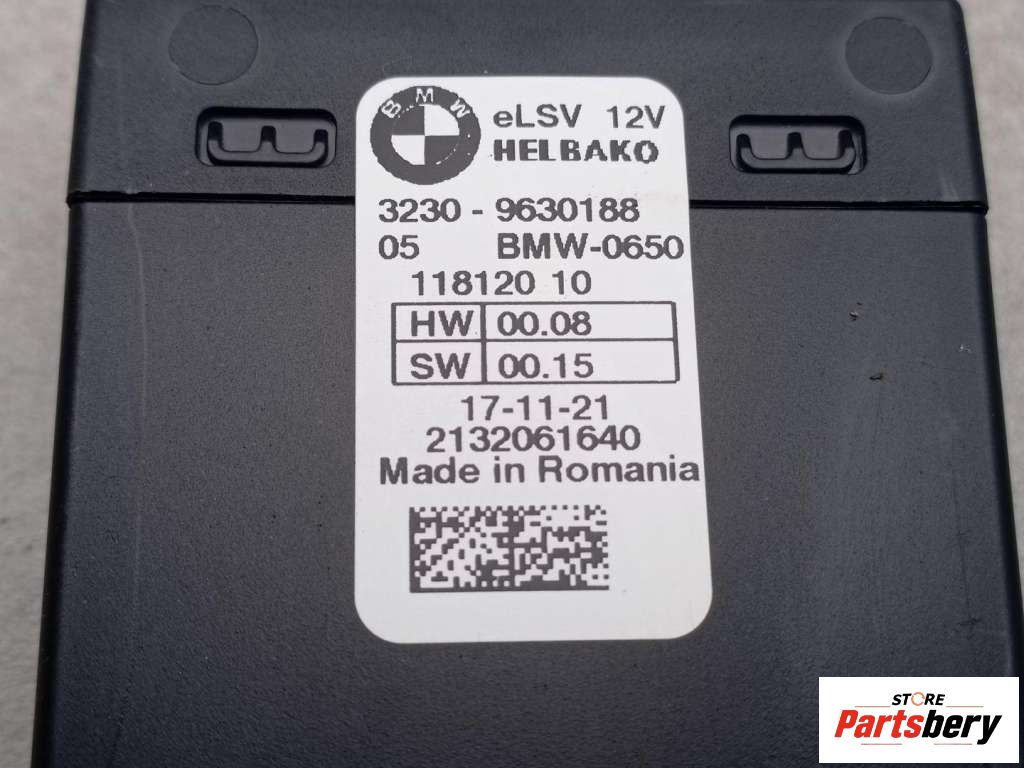 BMW
eLSV 12V
HELBAKO
3230 - 9630188
05 BMW-0650
118120 10
HW 00.08
SW 00.15
17-11-21
2132061640
Made in Romania
STORE
Partsbery